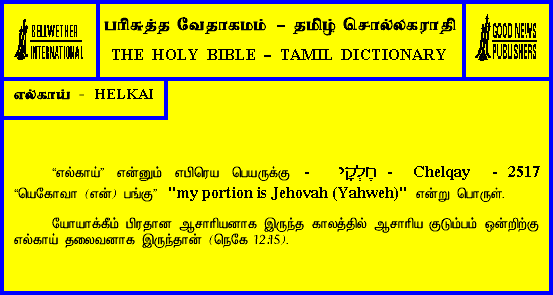 BELLWETHER
INTERNATIONAL
பரிசுத்த வேதாகமம் – தமிழ் சொல்லகராதி
THE HOLY BIBLE – TAMIL DICTIONARY
GOOD NEWS
PUBLISHERS
எல்காய் - HELKAI
“எல்காய்” என்னும் எபிரெய பெயருக்கு - חֶלְקָי - Chelqay - 2517
“யெகோவா (என்) பங்கு” "my portion is Jehovah (Yahweh)" என்று பொருள்.
யோயாக்கீம் பிரதான ஆசாரியனாக இருந்த காலத்தில் ஆசாரிய குடும்பம் ஒன்றிற்கு
எல்காய் தலைவனாக இருந்தான் (நெகே 12:15).